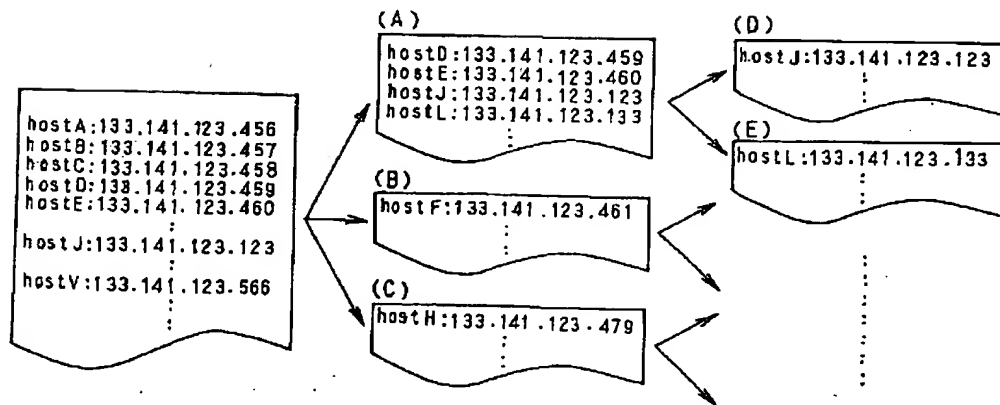 hostA:133.141.123.456
hostB:133.141.123.457
hostC:133.141.123.458
hostD:133.141.123.459
hostE:133.141.123.460
hostJ:133.141.123.123
hostV:133.141.123.566
(A)
hostD:133.141.123.459
hostE:133.141.123.460
hostJ:133.141.123.123
hostL:133.141.123.133
(B)
hostF:133.141.123.461
(C)
hostH:133.141.123.479
(D)
hostJ:133.141.123.123
(E)
hostL:133.141.123.133